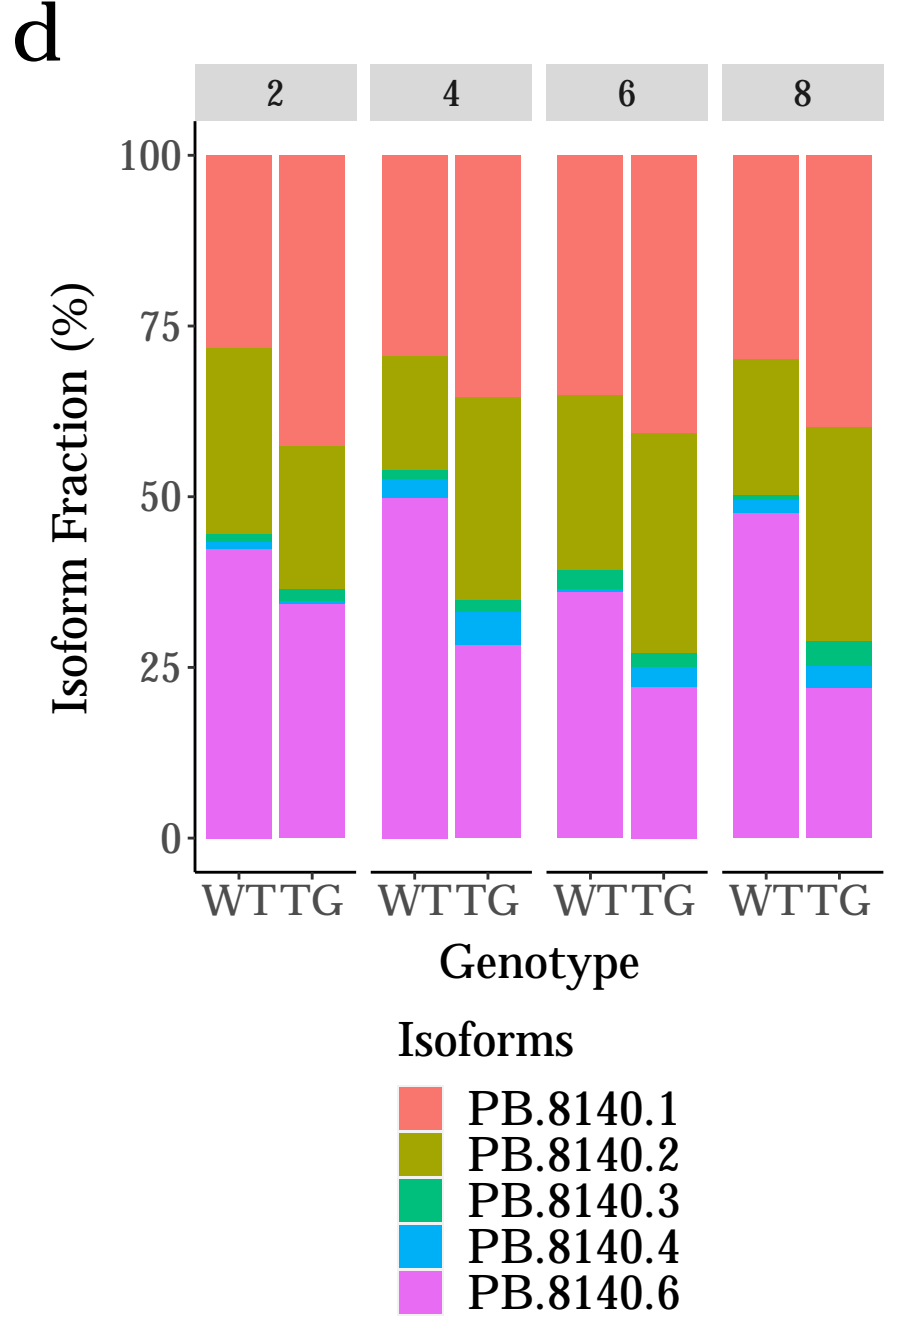 d
2 4 6 8
100
75
50
25
0
Isoform Fraction (%)
WT TG WT TG WT TG WT TG
Genotype
Isoforms
PB.8140.1
PB.8140.2
PB.8140.3
PB.8140.4
PB.8140.6